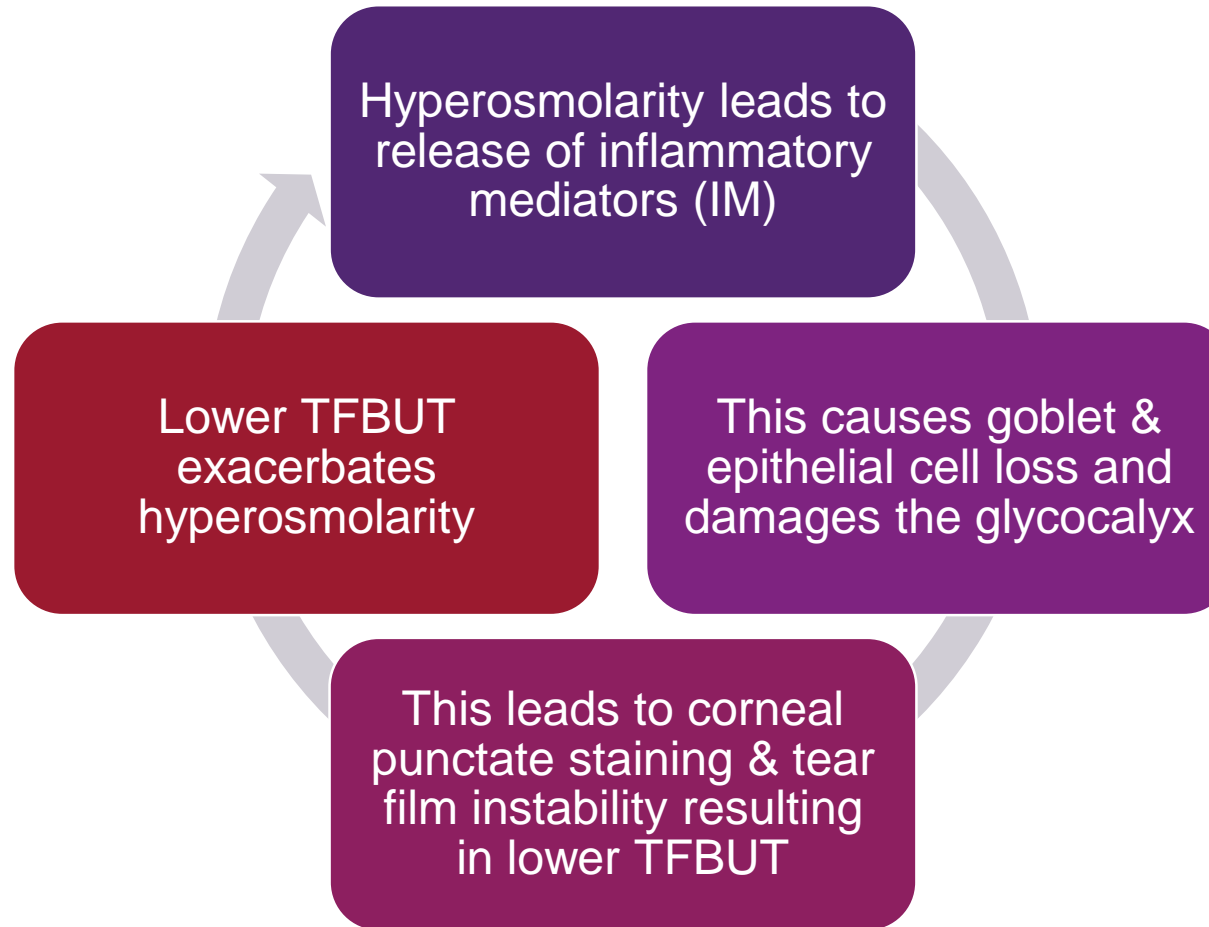 Hyperosmolarity leads to
release of inflammatory
mediators (IM)
This causes goblet &
epithelial cell loss and
damages the glycocalyx
This leads to corneal
punctate staining & tear
film instability resulting
in lower TFBUT
Lower TFBUT
exacerbates
hyperosmolarity